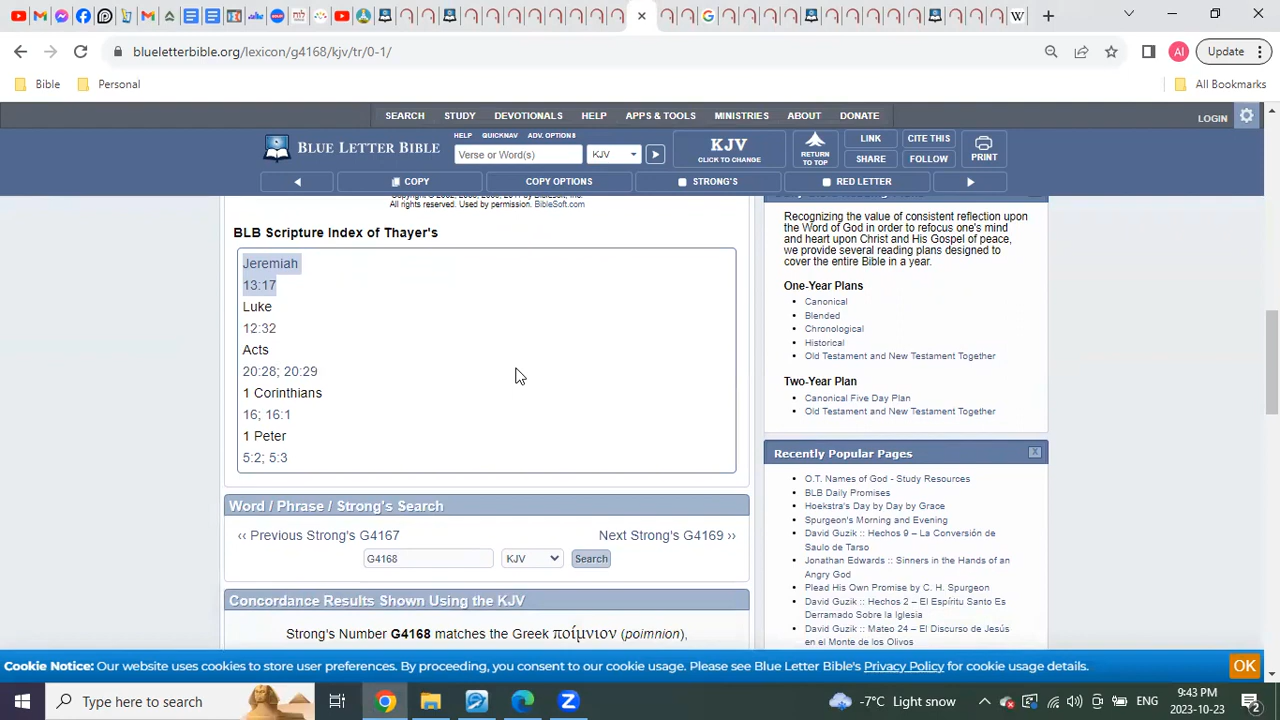 blueletterbible.org/lexicon/g4168/kjv/tr/0-1/
Update
Bible
Personal
All Bookmarks
SEARCH STUDY DEVOTIONALS HELP APPS & TOOLS MINISTRIES ABOUT DONATE
LOGIN
BLUE LETTER BIBLE
HELP QUICKNAV ADV. OPTIONS
Verse or Word(s)
KJV
KJV
CLICK TO CHANGE
RETURN
TO TOP
LINK
CITE THIS
SHARE
FOLLOW
PRINT
COPY
COPY OPTIONS
STRONG'S
RED LETTER
All rights reserved. Used by permission. BibleSoft.com
BLB Scripture Index of Thayer's
Jeremiah
13:17
Luke
12:32
Acts
20:28; 20:29
1 Corinthians
16; 16:1
1 Peter
5:2; 5:3
Word / Phrase / Strong's Search
‹‹ Previous Strong's G4167
Next Strong's G4169 ››
G4168
KJV
Search
Concordance Results Shown Using the KJV
Strong's Number G4168 matches the Greek ποίμνιον (poimnion),
Recognizing the value of consistent reflection upon
the Word of God in order to refocus one's mind
and heart upon Christ and His Gospel of peace,
we provide several reading plans designed to
cover the entire Bible in a year.
One-Year Plans
Canonical
Blended
Chronological
Historical
Old Testament and New Testament Together
Two-Year Plan
Canonical Five Day Plan
Old Testament and New Testament Together
Recently Popular Pages
X
O.T. Names of God - Study Resources
BLB Daily Promises
Hoekstra's Day by Day by Grace
Spurgeon's Morning and Evening
David Guzik :: Hechos 9 – La Conversión de
Saulo de Tarso
Jonathan Edwards :: Sinners in the Hands of an
Angry God
Plead His Own Promise by C. H. Spurgeon
David Guzik :: Hechos 2 – El Espíritu Santo Es
Derramado Sobre la Iglesia
David Guzik :: Mateo 24 – El Discurso de Jesús
en el Monte de los Olivos
Cookie Notice: Our website uses cookies to store user preferences. By proceeding, you consent to our cookie usage. Please see Blue Letter Bible's Privacy Policy for cookie usage details.
OK
Type here to search
-7°C Light snow
ENG
9:43 PM
2023-10-23
2